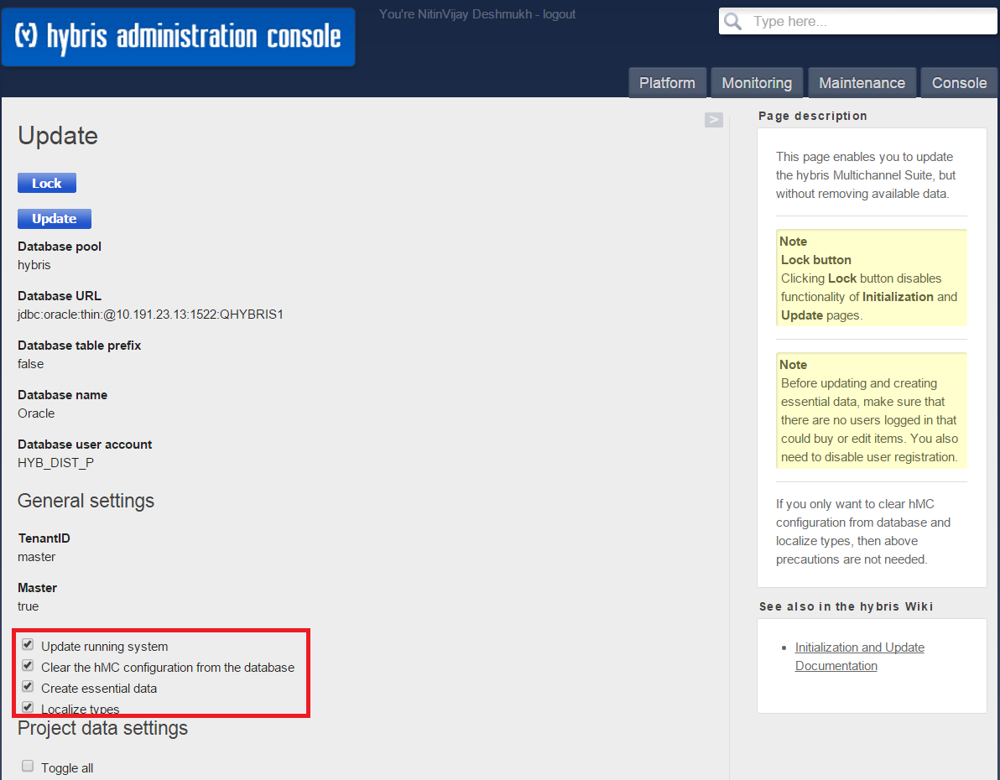 (y) hybris administration console
You're NitinVijay Deshmukh - logout
Type here...
Platform
Monitoring
Maintenance
Console
Update
Lock
Update
Database pool
hybris
Database URL
jdbc:oracle:thin:@10.191.23.13:1522:QHYBRIS1
Database table prefix
false
Database name
Oracle
Database user account
HYB_DIST_P
General settings
TenantID
master
Master
true
Update running system
Clear the hMC configuration from the database
Create essential data
Localize types
Project data settings
Toggle all
>
Page description
This page enables you to update
the hybris Multichannel Suite, but
without removing available data.
Note
Lock button
Clicking Lock button disables
functionality of Initialization and
Update pages.
Note
Before updating and creating
essential data, make sure that
there are no users logged in that
could buy or edit items. You also
need to disable user registration.
If you only want to clear hMC
configuration from database and
localize types, then above
precautions are not needed.
See also in the hybris Wiki
• Initialization and Update
Documentation